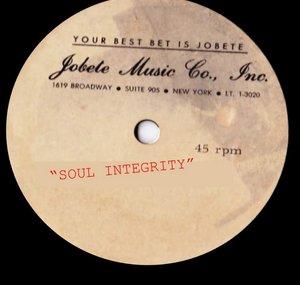 YOUR BEST BET IS JOBETE
Jobete Music Co., Inc.
1619 BROADWAY • SUITE 905 • NEW YORK • LT. 1-3020
45 rpm
“SOUL INTEGRITY”